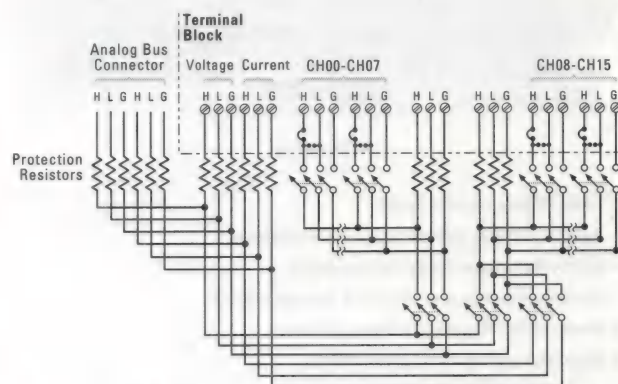 Terminal
Block
Analog Bus
Connector
Voltage Current CH00-CH07 CH08-CH15
H L G H L G H L G H L G H L G H L G H L G H L G H L G H L G
Protection
Resistors